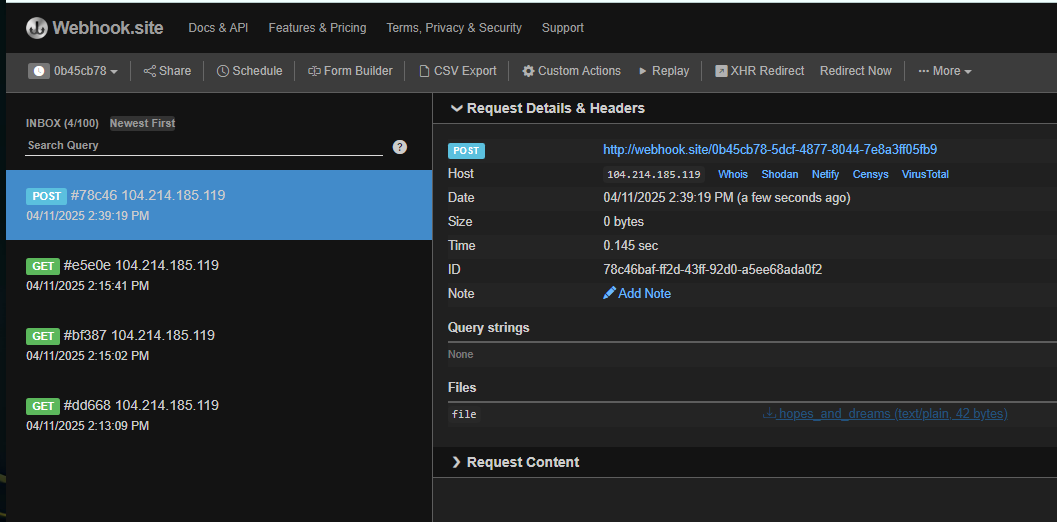 Webhook.site Docs & API Features & Pricing Terms, Privacy & Security Support
0b45cb78 Share Schedule Form Builder CSV Export Custom Actions Replay XHR Redirect Redirect Now ··· More
INBOX (4/100) Newest First
Search Query ?
POST #78c46 104.214.185.119
04/11/2025 2:39:19 PM
GET #e5e0e 104.214.185.119
04/11/2025 2:15:41 PM
GET #bf387 104.214.185.119
04/11/2025 2:15:02 PM
GET #dd668 104.214.185.119
04/11/2025 2:13:09 PM
Request Details & Headers
POST http://webhook.site/0b45cb78-5dcf-4877-8044-7e8a3ff05fb9
Host 104.214.185.119 Whois Shodan Netify Censys VirusTotal
Date 04/11/2025 2:39:19 PM (a few seconds ago)
Size 0 bytes
Time 0.145 sec
ID 78c46baf-ff2d-43ff-92d0-a5ee68ada0f2
Note Add Note
Query strings
None
Files
file hopes_and_dreams (text/plain, 42 bytes)
Request Content